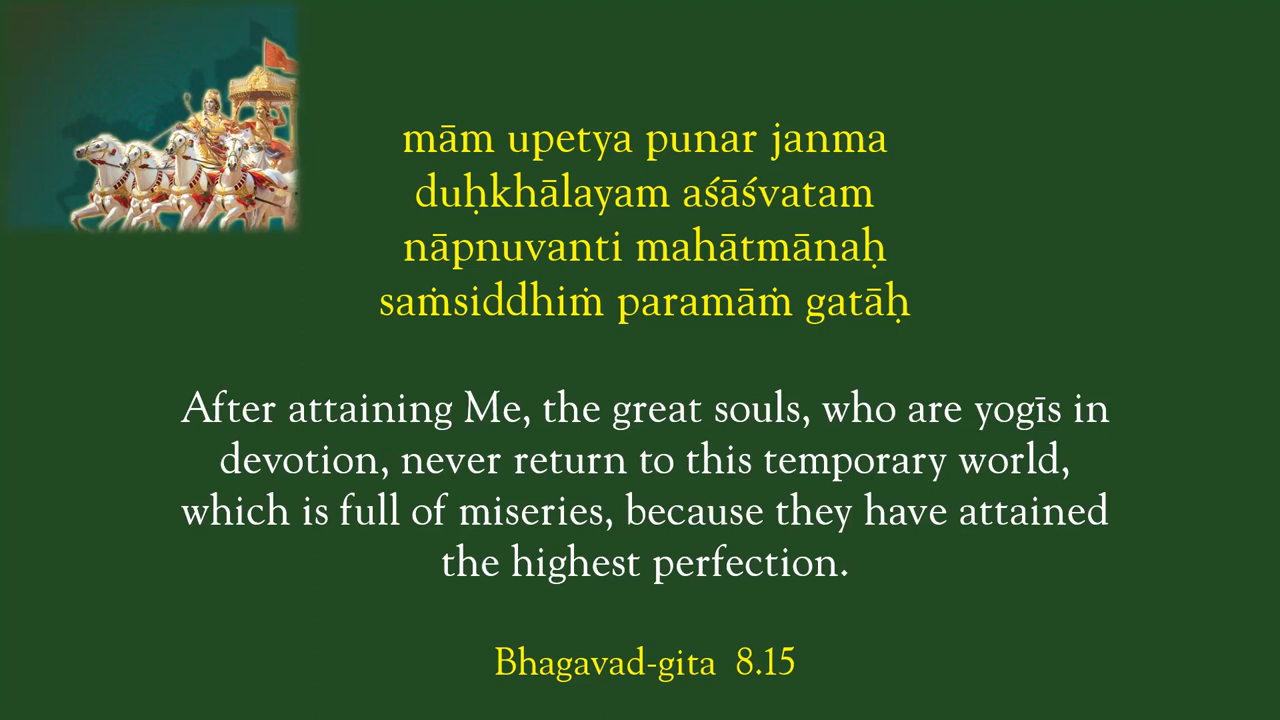 mām upetya punar janma
duḥkhālayam aśāśvatam
nāpnuvanti mahātmānaḥ
saṁsiddhiṁ paramāṁ gatāḥ
After attaining Me, the great souls, who are yogīs in
devotion, never return to this temporary world,
which is full of miseries, because they have attained
the highest perfection.
Bhagavad-gita 8.15